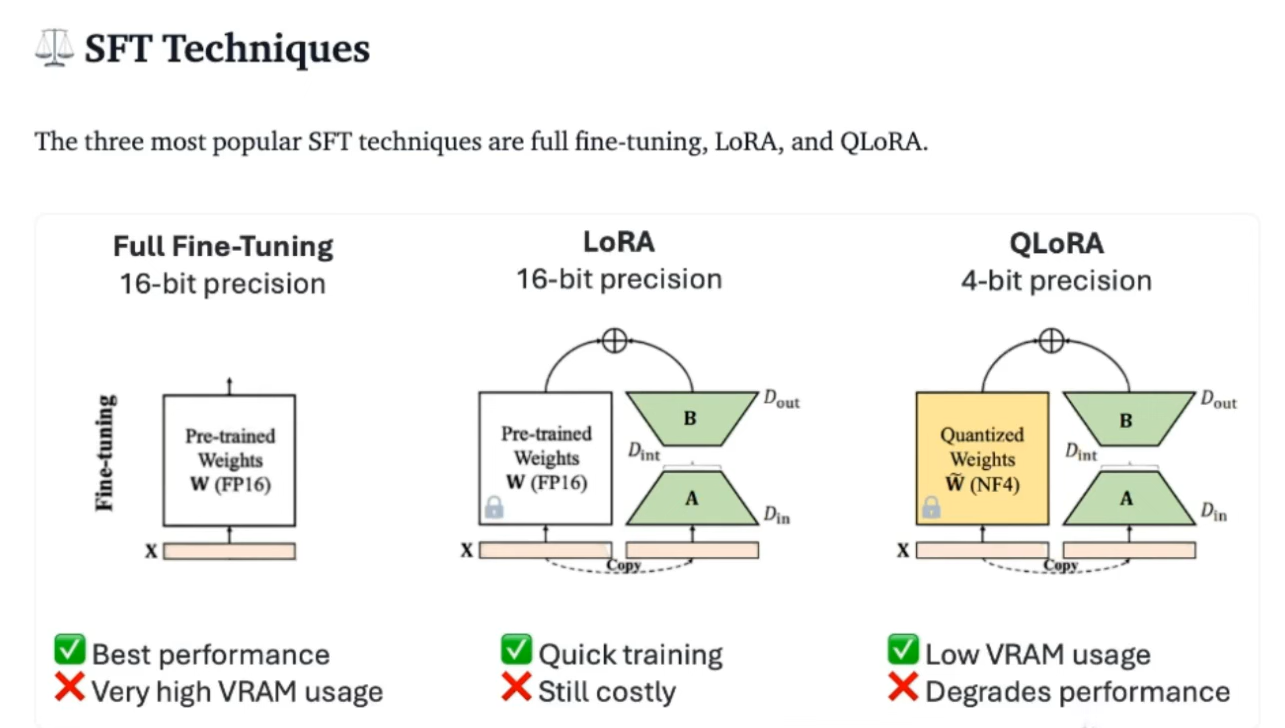 ⚖️ SFT Techniques
The three most popular SFT techniques are full fine-tuning, LoRA, and QLoRA.
Full Fine-Tuning
16-bit precision
Fine-tuning
Pre-trained
Weights
W (FP16)
X
✅ Best performance
❌ Very high VRAM usage
LoRA
16-bit precision
Pre-trained
Weights
W (FP16)
B
A
Dout
Dint
Din
X
Copy
✅ Quick training
❌ Still costly
QLoRA
4-bit precision
Quantized
Weights
W̃ (NF4)
B
A
Dout
Dint
Din
X
Copy
✅ Low VRAM usage
❌ Degrades performance